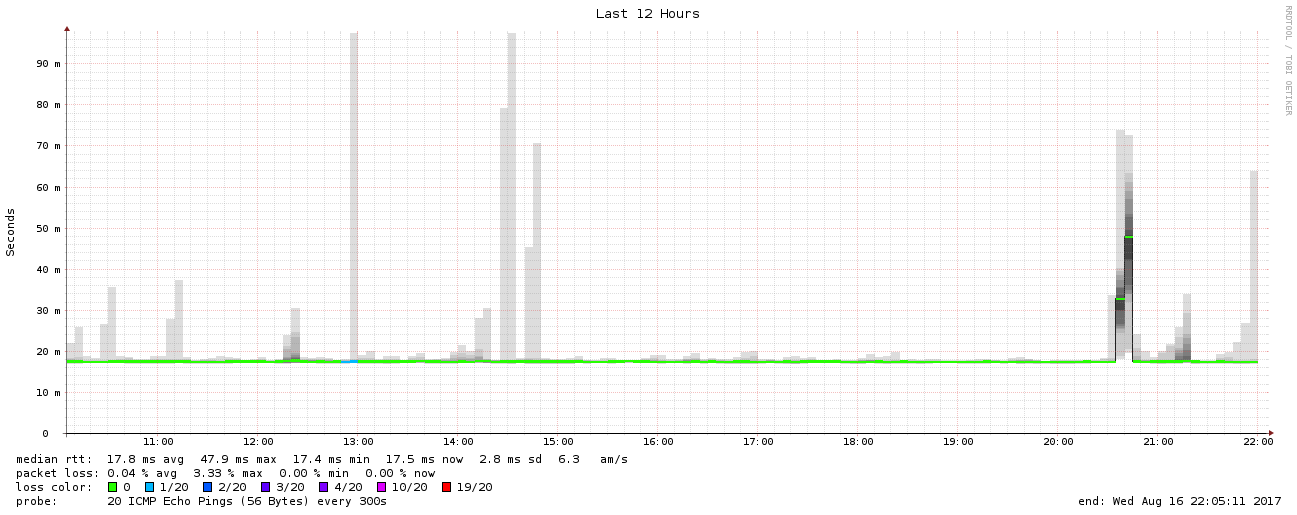 Last 12 Hours
RRDTOOL / TOBI OETIKER
Seconds
90 m
80 m
70 m
60 m
50 m
40 m
30 m
20 m
10 m
0
11:00 12:00 13:00 14:00 15:00 16:00 17:00 18:00 19:00 20:00 21:00 22:00
median rtt: 17.8 ms avg 47.9 ms max 17.4 ms min 17.5 ms now 2.8 ms sd 6.3 am/s
packet loss: 0.04 % avg 3.33 % max 0.00 % min 0.00 % now
loss color: 0 1/20 2/20 3/20 4/20 10/20 19/20
probe: 20 ICMP Echo Pings (56 Bytes) every 300s end: Wed Aug 16 22:05:11 2017